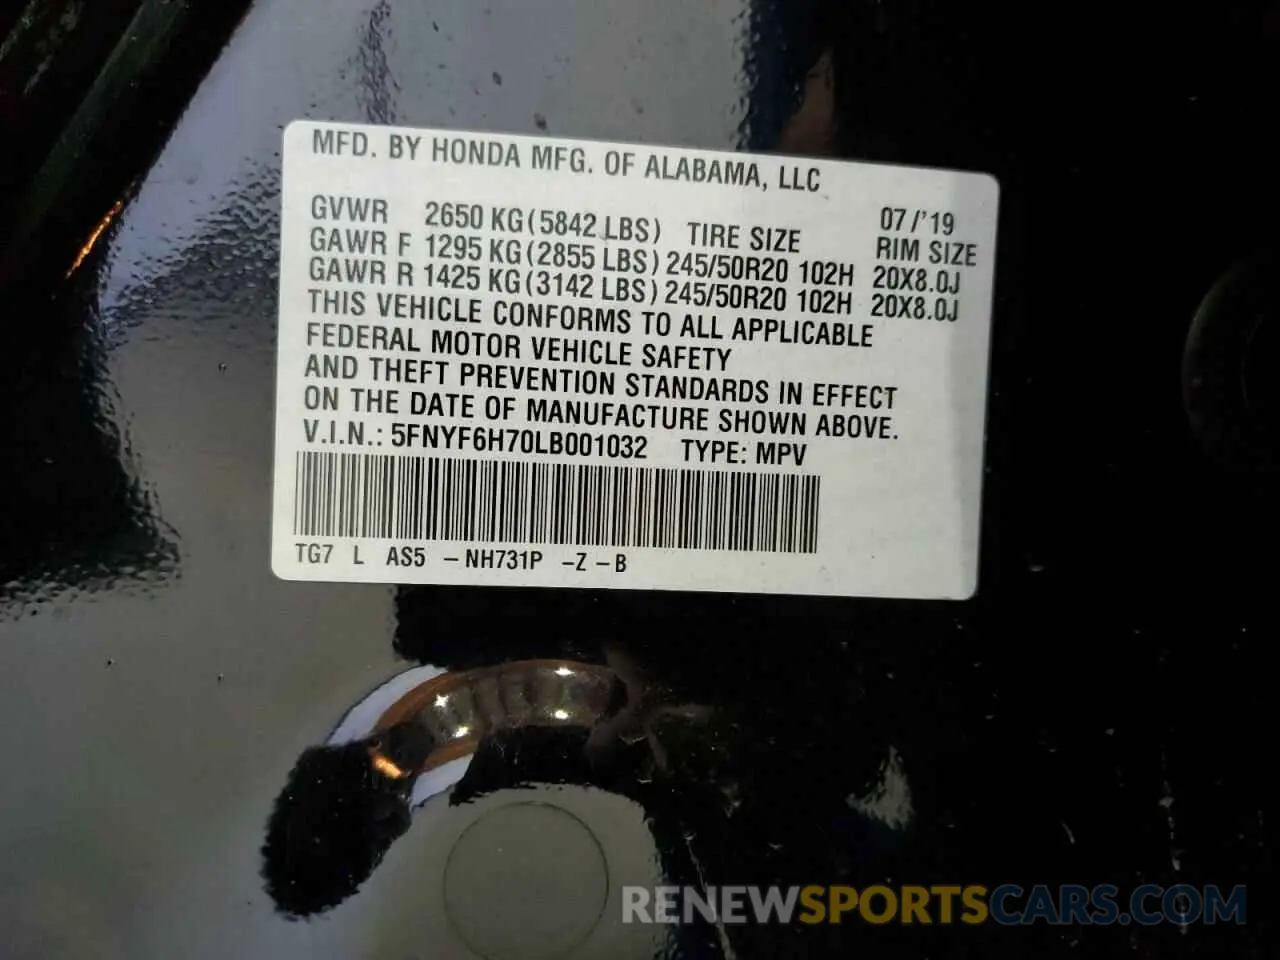 MFD. BY HONDA MFG. OF ALABAMA, LLC
07/'19
GVWR 2650 KG (5842 LBS) TIRE SIZE RIM SIZE
GAWR F 1295 KG (2855 LBS) 245/50R20 102H 20X8.0J
GAWR R 1425 KG (3142 LBS) 245/50R20 102H 20X8.0J
THIS VEHICLE CONFORMS TO ALL APPLICABLE
FEDERAL MOTOR VEHICLE SAFETY
AND THEFT PREVENTION STANDARDS IN EFFECT
ON THE DATE OF MANUFACTURE SHOWN ABOVE.
V.I.N.: 5FNYF6H70LB001032 TYPE: MPV
TG7 L AS5 – NH731P – Z – B
RENEWSPORTSCARS.COM